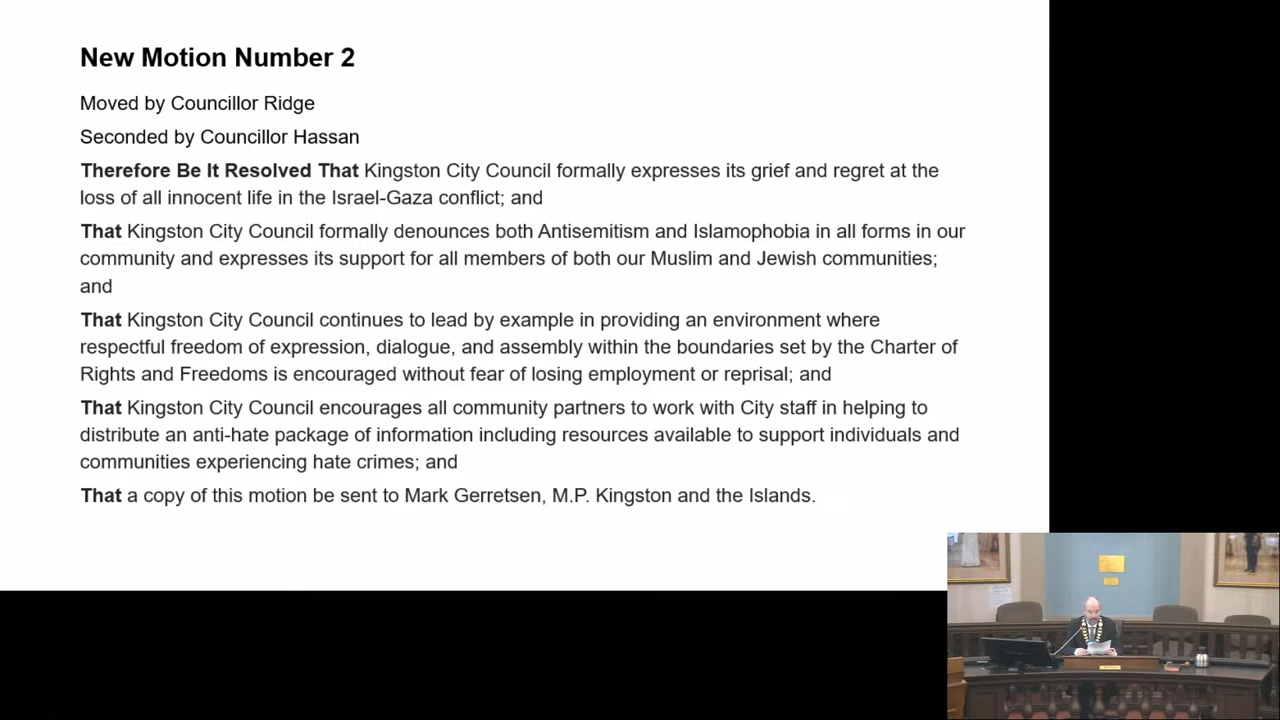 New Motion Number 2
Moved by Councillor Ridge
Seconded by Councillor Hassan
Therefore Be It Resolved That Kingston City Council formally expresses its grief and regret at the
loss of all innocent life in the Israel-Gaza conflict; and
That Kingston City Council formally denounces both Antisemitism and Islamophobia in all forms in our
community and expresses its support for all members of both our Muslim and Jewish communities;
and
That Kingston City Council continues to lead by example in providing an environment where
respectful freedom of expression, dialogue, and assembly within the boundaries set by the Charter of
Rights and Freedoms is encouraged without fear of losing employment or reprisal; and
That Kingston City Council encourages all community partners to work with City staff in helping to
distribute an anti-hate package of information including resources available to support individuals and
communities experiencing hate crimes; and
That a copy of this motion be sent to Mark Gerretsen, M.P. Kingston and the Islands.